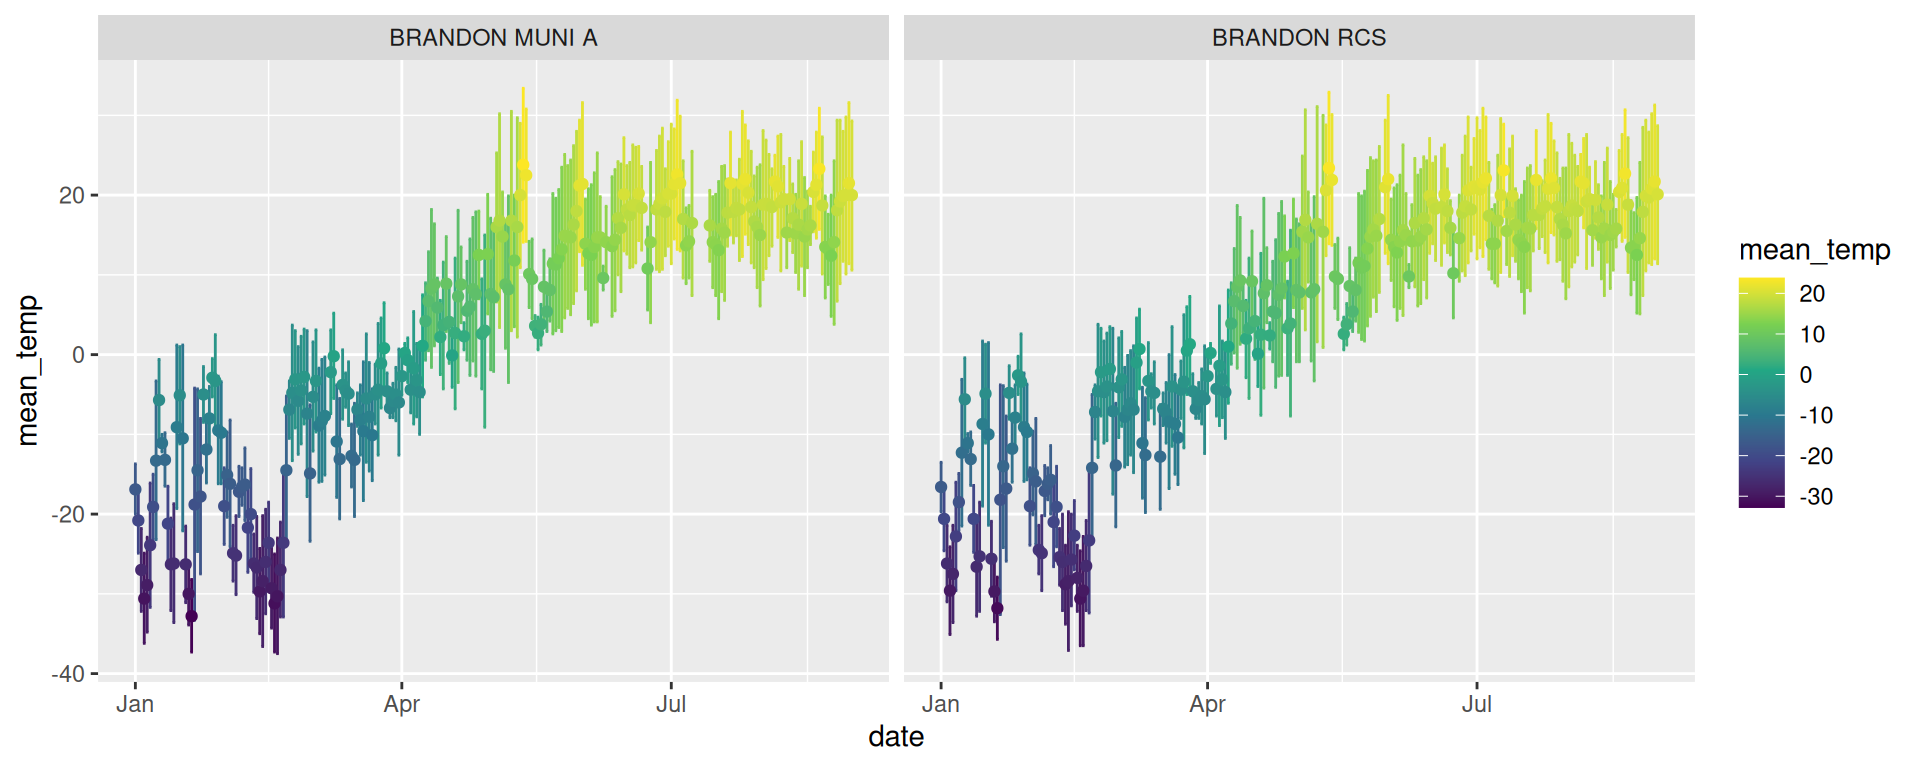 BRANDON MUNI A
BRANDON RCS
mean_temp
20
0
-20
-40
Jan
Apr
Jul
Jan
Apr
Jul
date
mean_temp
20
10
0
-10
-20
-30